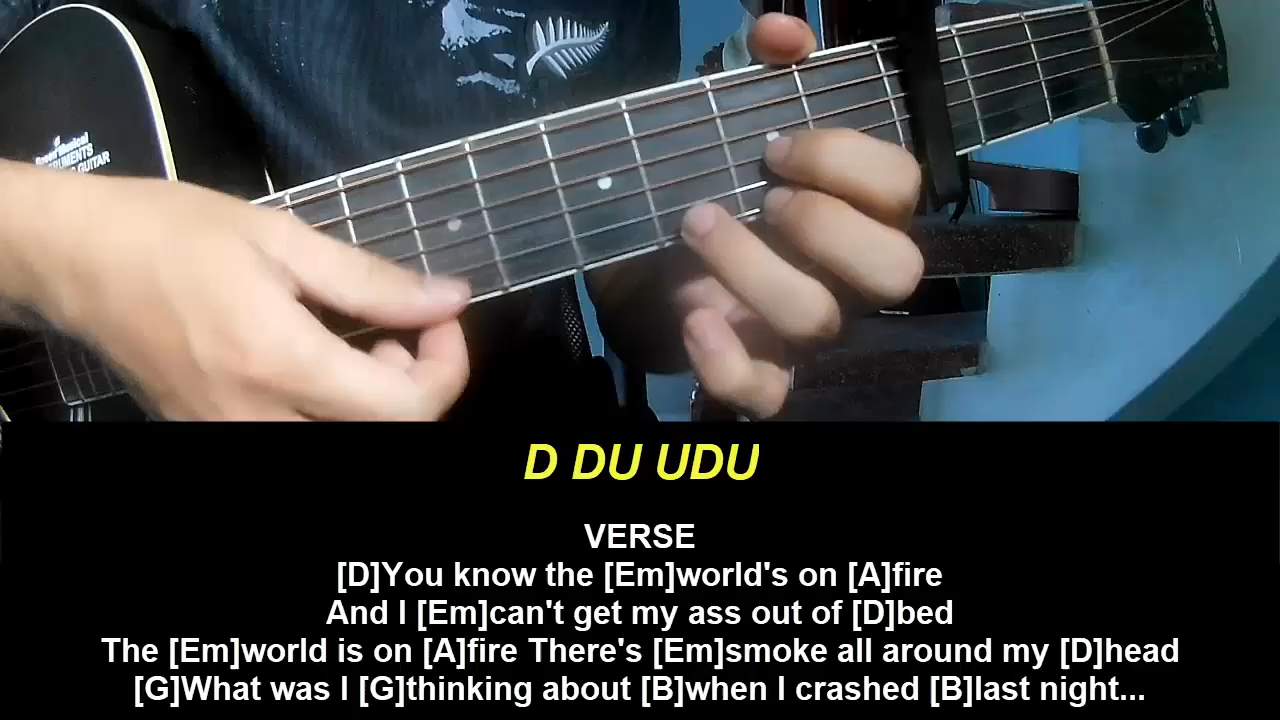 INSTRUMENTS
GUITAR
D DU UDU
VERSE
[D]You know the [Em]world's on [A]fire
And I [Em]can't get my ass out of [D]bed
The [Em]world is on [A]fire There's [Em]smoke all around my [D]head
[G]What was I [G]thinking about [B]when I crashed [B]last night...